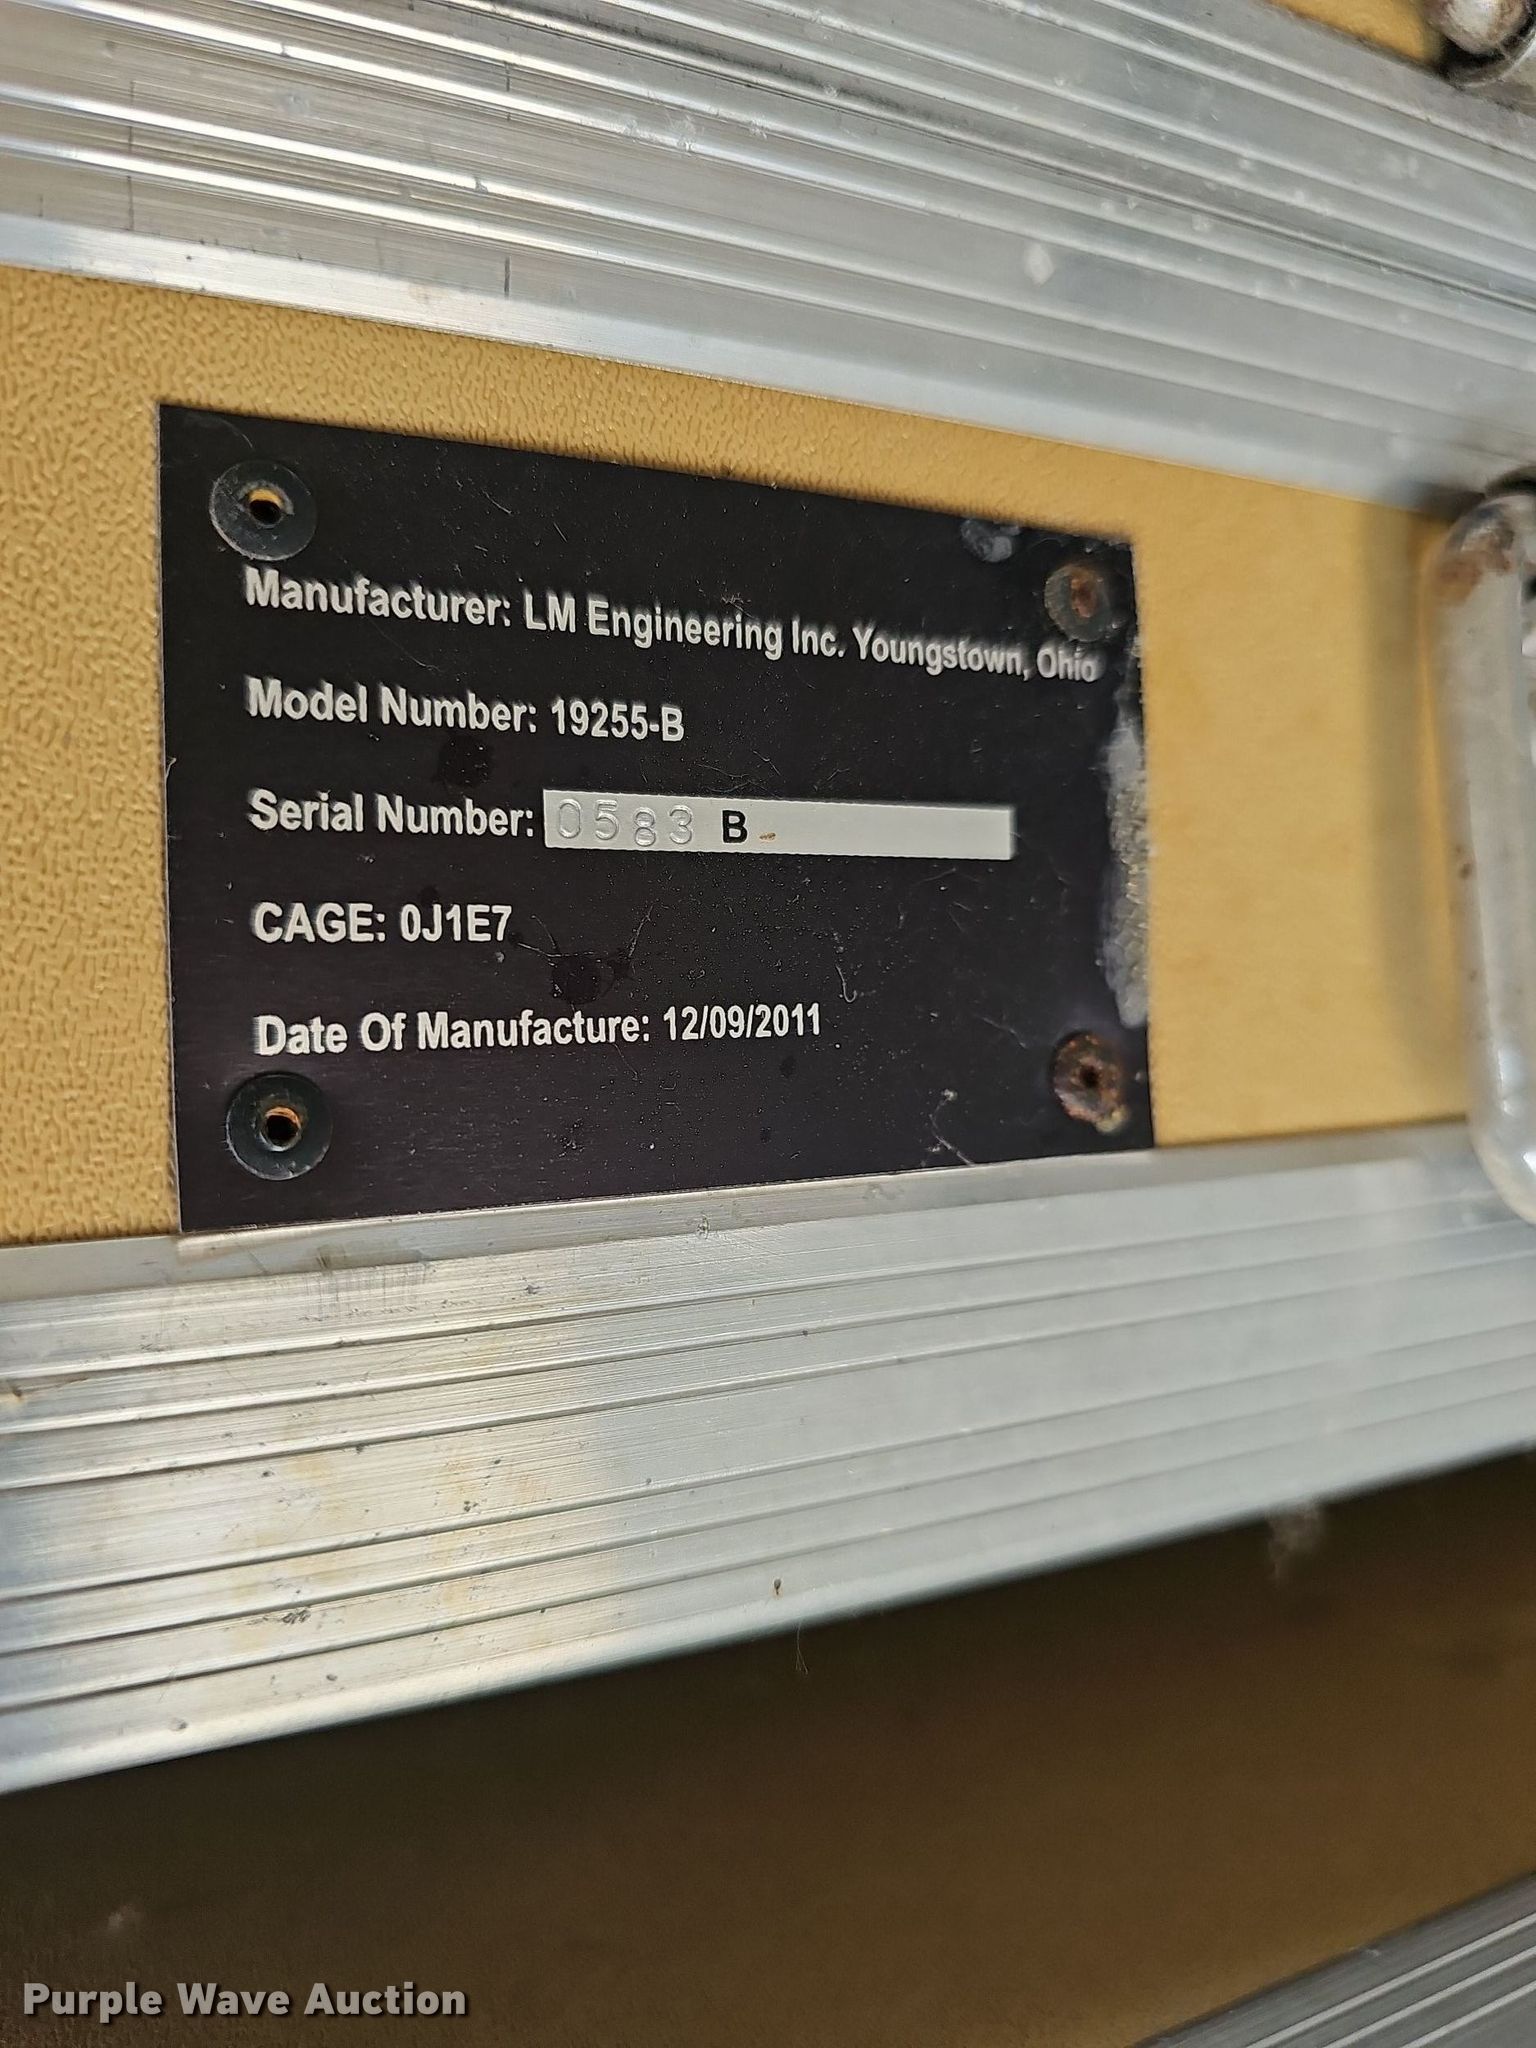 Manufacturer: LM Engineering Inc. Youngstown, Ohio
Model Number: 19255-B
Serial Number: 0583 B
CAGE: 0J1E7
Date Of Manufacture: 12/09/2011
Purple Wave Auction